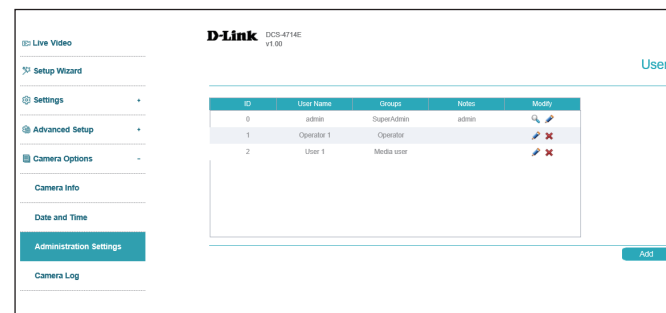 D-Link DCS-4714E
v1.00
User
Live Video
Setup Wizard
Settings +
Advanced Setup +
Camera Options -
Camera Info
Date and Time
Administration Settings
Camera Log
ID User Name Groups Notes Modify
0 admin SuperAdmin admin
1 Operator 1 Operator
2 User 1 Media user
Add